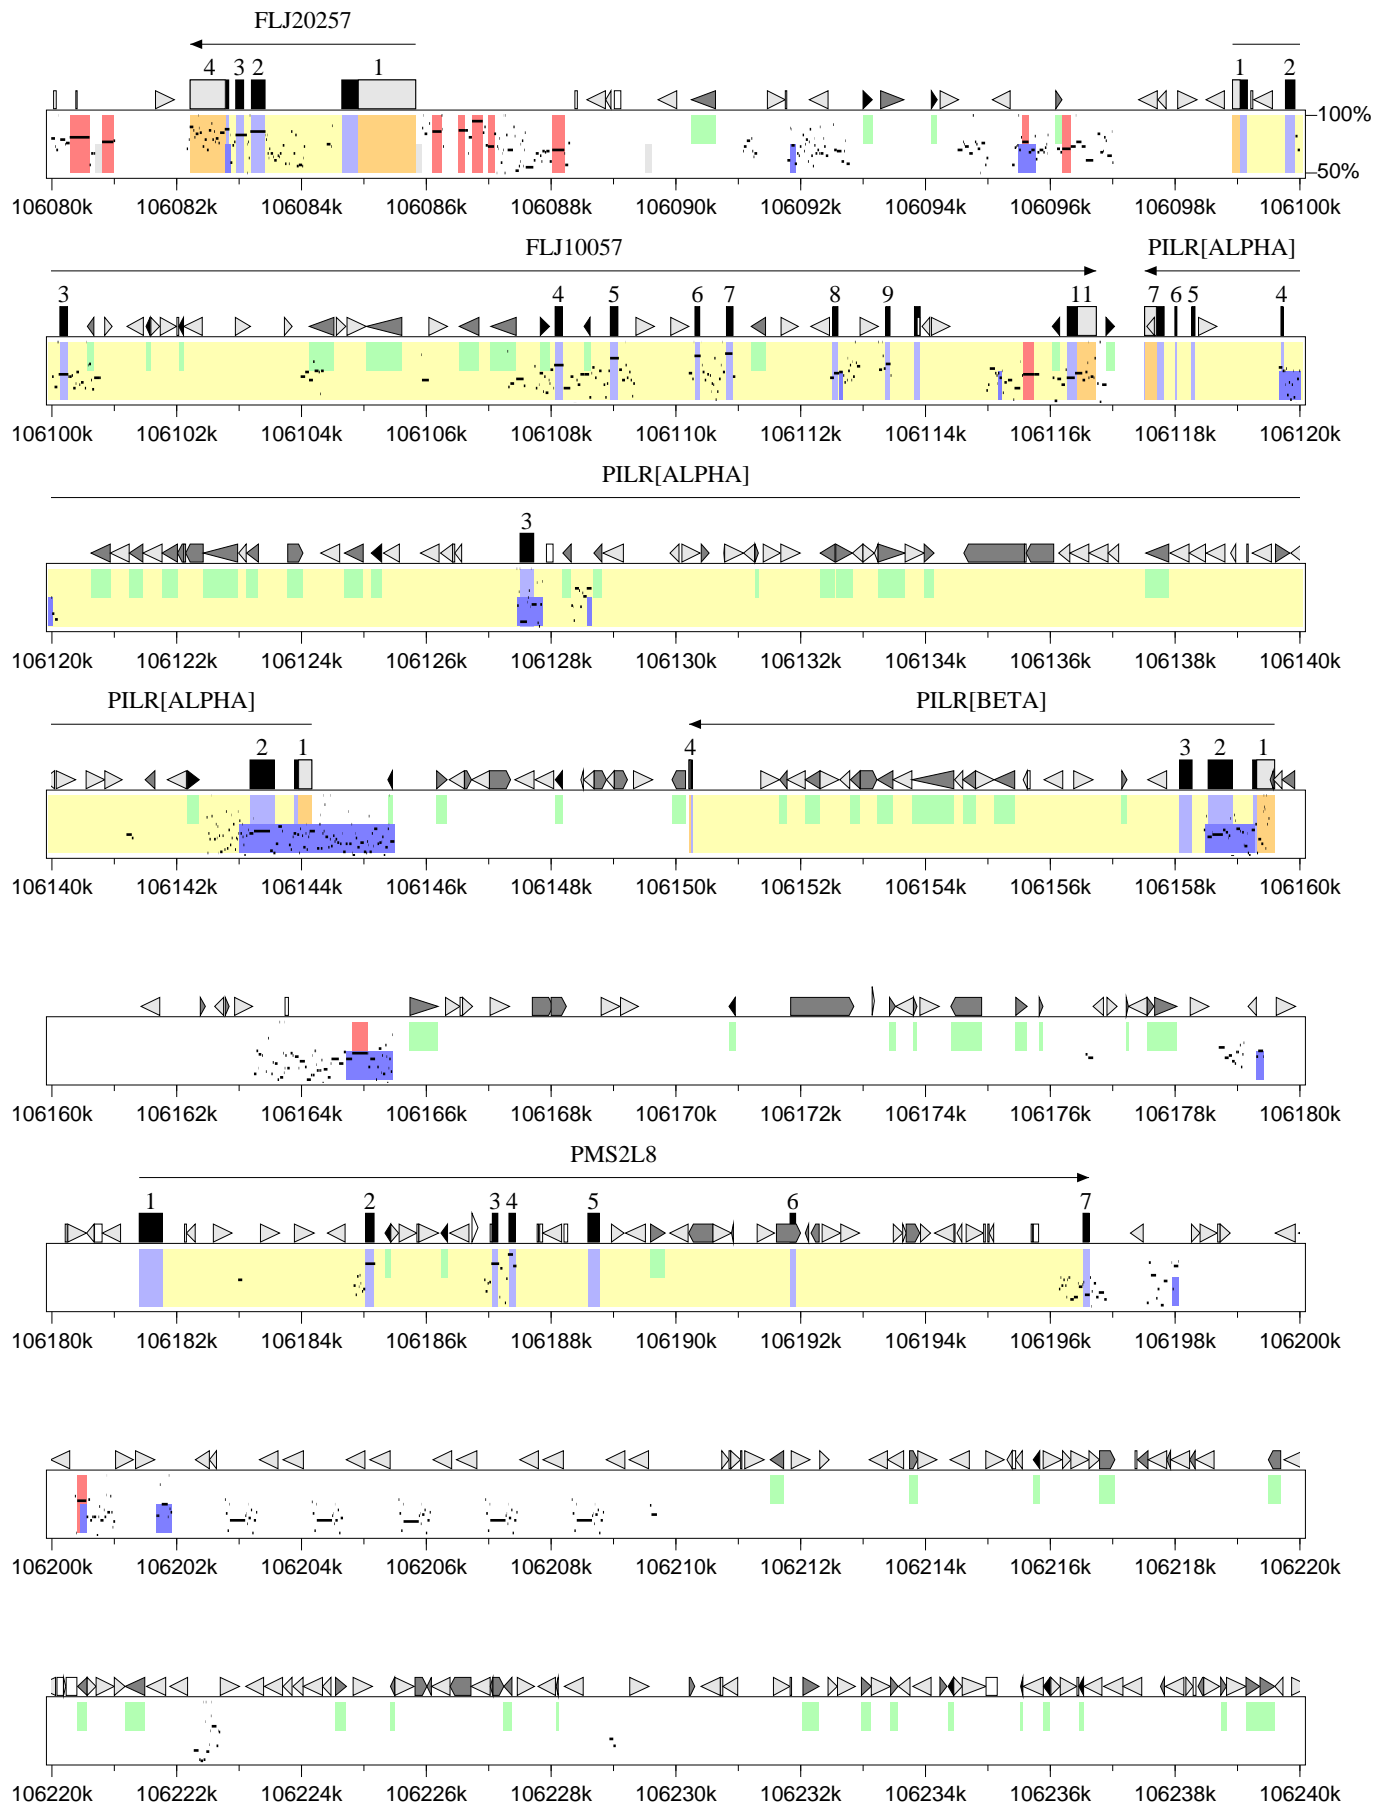 FLJ20257
4 3 2 1 1 2
100%
50%
106080k 106082k 106084k 106086k 106088k 106090k 106092k 106094k 106096k 106098k 106100k
FLJ10057 PILR[ALPHA]
3 4 5 6 7 8 9 11 7 6 5 4
106100k 106102k 106104k 106106k 106108k 106110k 106112k 106114k 106116k 106118k 106120k
PILR[ALPHA]
3
106120k 106122k 106124k 106126k 106128k 106130k 106132k 106134k 106136k 106138k 106140k
PILR[ALPHA] PILR[BETA]
2 1 4 3 2 1
106140k 106142k 106144k 106146k 106148k 106150k 106152k 106154k 106156k 106158k 106160k
106160k 106162k 106164k 106166k 106168k 106170k 106172k 106174k 106176k 106178k 106180k
PMS2L8
1 2 3 4 5 6 7
106180k 106182k 106184k 106186k 106188k 106190k 106192k 106194k 106196k 106198k 106200k
106200k 106202k 106204k 106206k 106208k 106210k 106212k 106214k 106216k 106218k 106220k
106220k 106222k 106224k 106226k 106228k 106230k 106232k 106234k 106236k 106238k 106240k